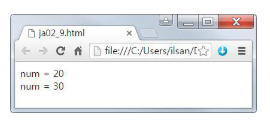 ja02_9.html
file:///C:/Users/ilsan/D
num = 20
num = 30